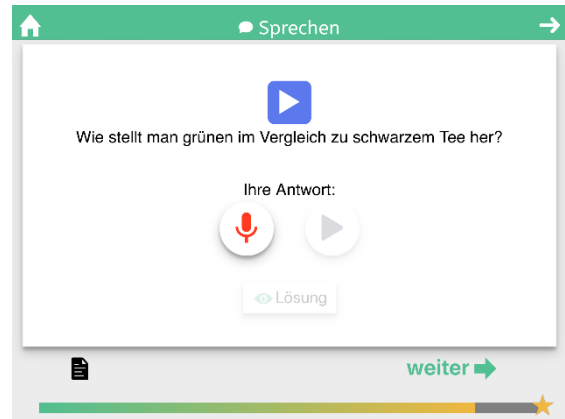 Sprechen
Wie stellt man grünen im Vergleich zu schwarzem Tee her?
Ihre Antwort:
Lösung
weiter